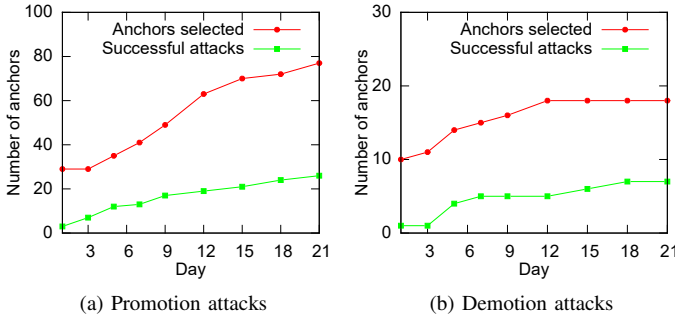 100
80
60
40
20
0
Number of anchors
Anchors selected
Successful attacks
3 6 9 12 15 18 21
Day
(a) Promotion attacks
30
20
10
0
Number of anchors
Anchors selected
Successful attacks
3 6 9 12 15 18 21
Day
(b) Demotion attacks